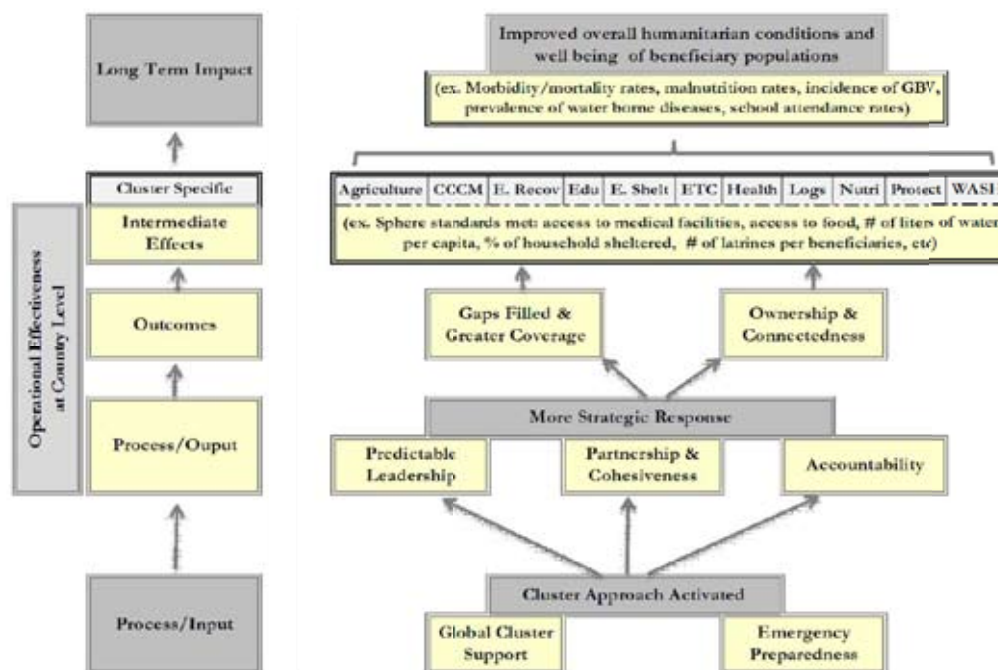 Long Term Impact
Cluster Specific
Intermediate
Effects
Outcomes
Process/Ouput
Process/Input
Operational Effectiveness
at Country Level
Improved overall humanitarian conditions and
well being of beneficiary populations
(ex. Morbidity/mortality rates, malnutrition rates, incidence of GBV,
prevalence of water borne diseases, school attendance rates)
Agriculture CCCM E. Recov Edu E. Shelt ETC Health Logs Nutri Protect WASH
(ex. Sphere standards met: access to medical facilities, access to food, # of liters of water
per capita, % of household sheltered, # of latrines per beneficiaries, etc)
Gaps Filled &
Greater Coverage
Ownership &
Connectedness
More Strategic Response
Predictable
Leadership
Partnership &
Cohesiveness
Accountability
Cluster Approach Activated
Global Cluster
Support
Emergency
Preparedness